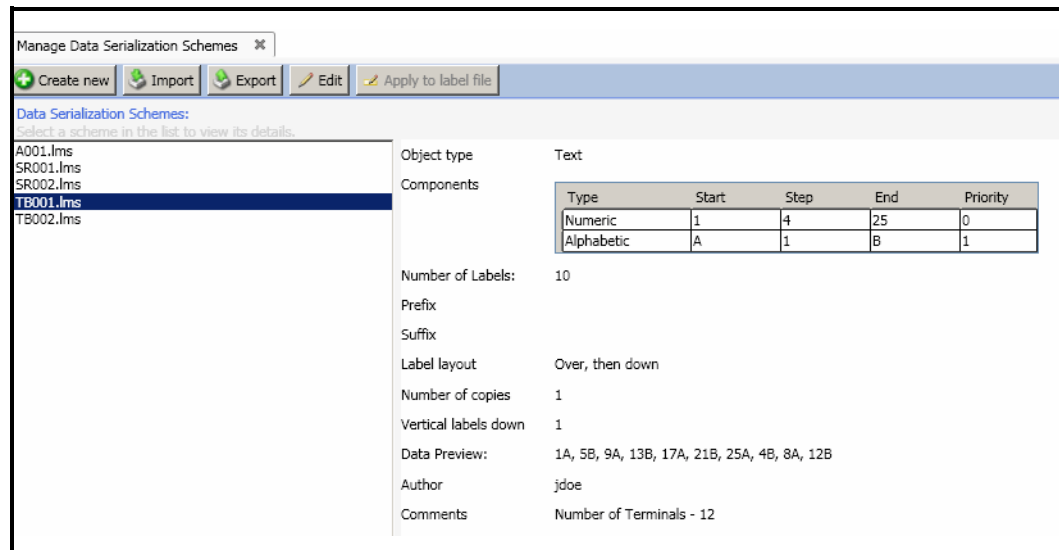 Manage Data Serialization Schemes
Create new Import Export Edit Apply to label file
Data Serialization Schemes:
Select a scheme in the list to view its details.
A001.lms
SR001.lms
SR002.lms
TB001.lms
TB002.lms
Object type Text
Components
Type Start Step End Priority
Numeric 1 4 25 0
Alphabetic A 1 B 1
Number of Labels: 10
Prefix
Suffix
Label layout Over, then down
Number of copies 1
Vertical labels down 1
Data Preview: 1A, 5B, 9A, 13B, 17A, 21B, 25A, 4B, 8A, 12B
Author jdoe
Comments Number of Terminals - 12